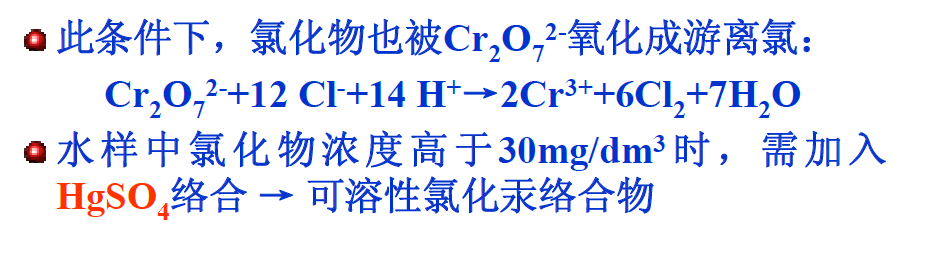 此条件下，氯化物也被Cr₂O₇²⁻氧化成游离氯：
Cr₂O₇²⁻+12 Cl⁻+14 H⁺→2Cr³⁺+6Cl₂+7H₂O
水样中氯化物浓度高于30mg/dm³时，需加入
HgSO₄络合 → 可溶性氯化汞络合物